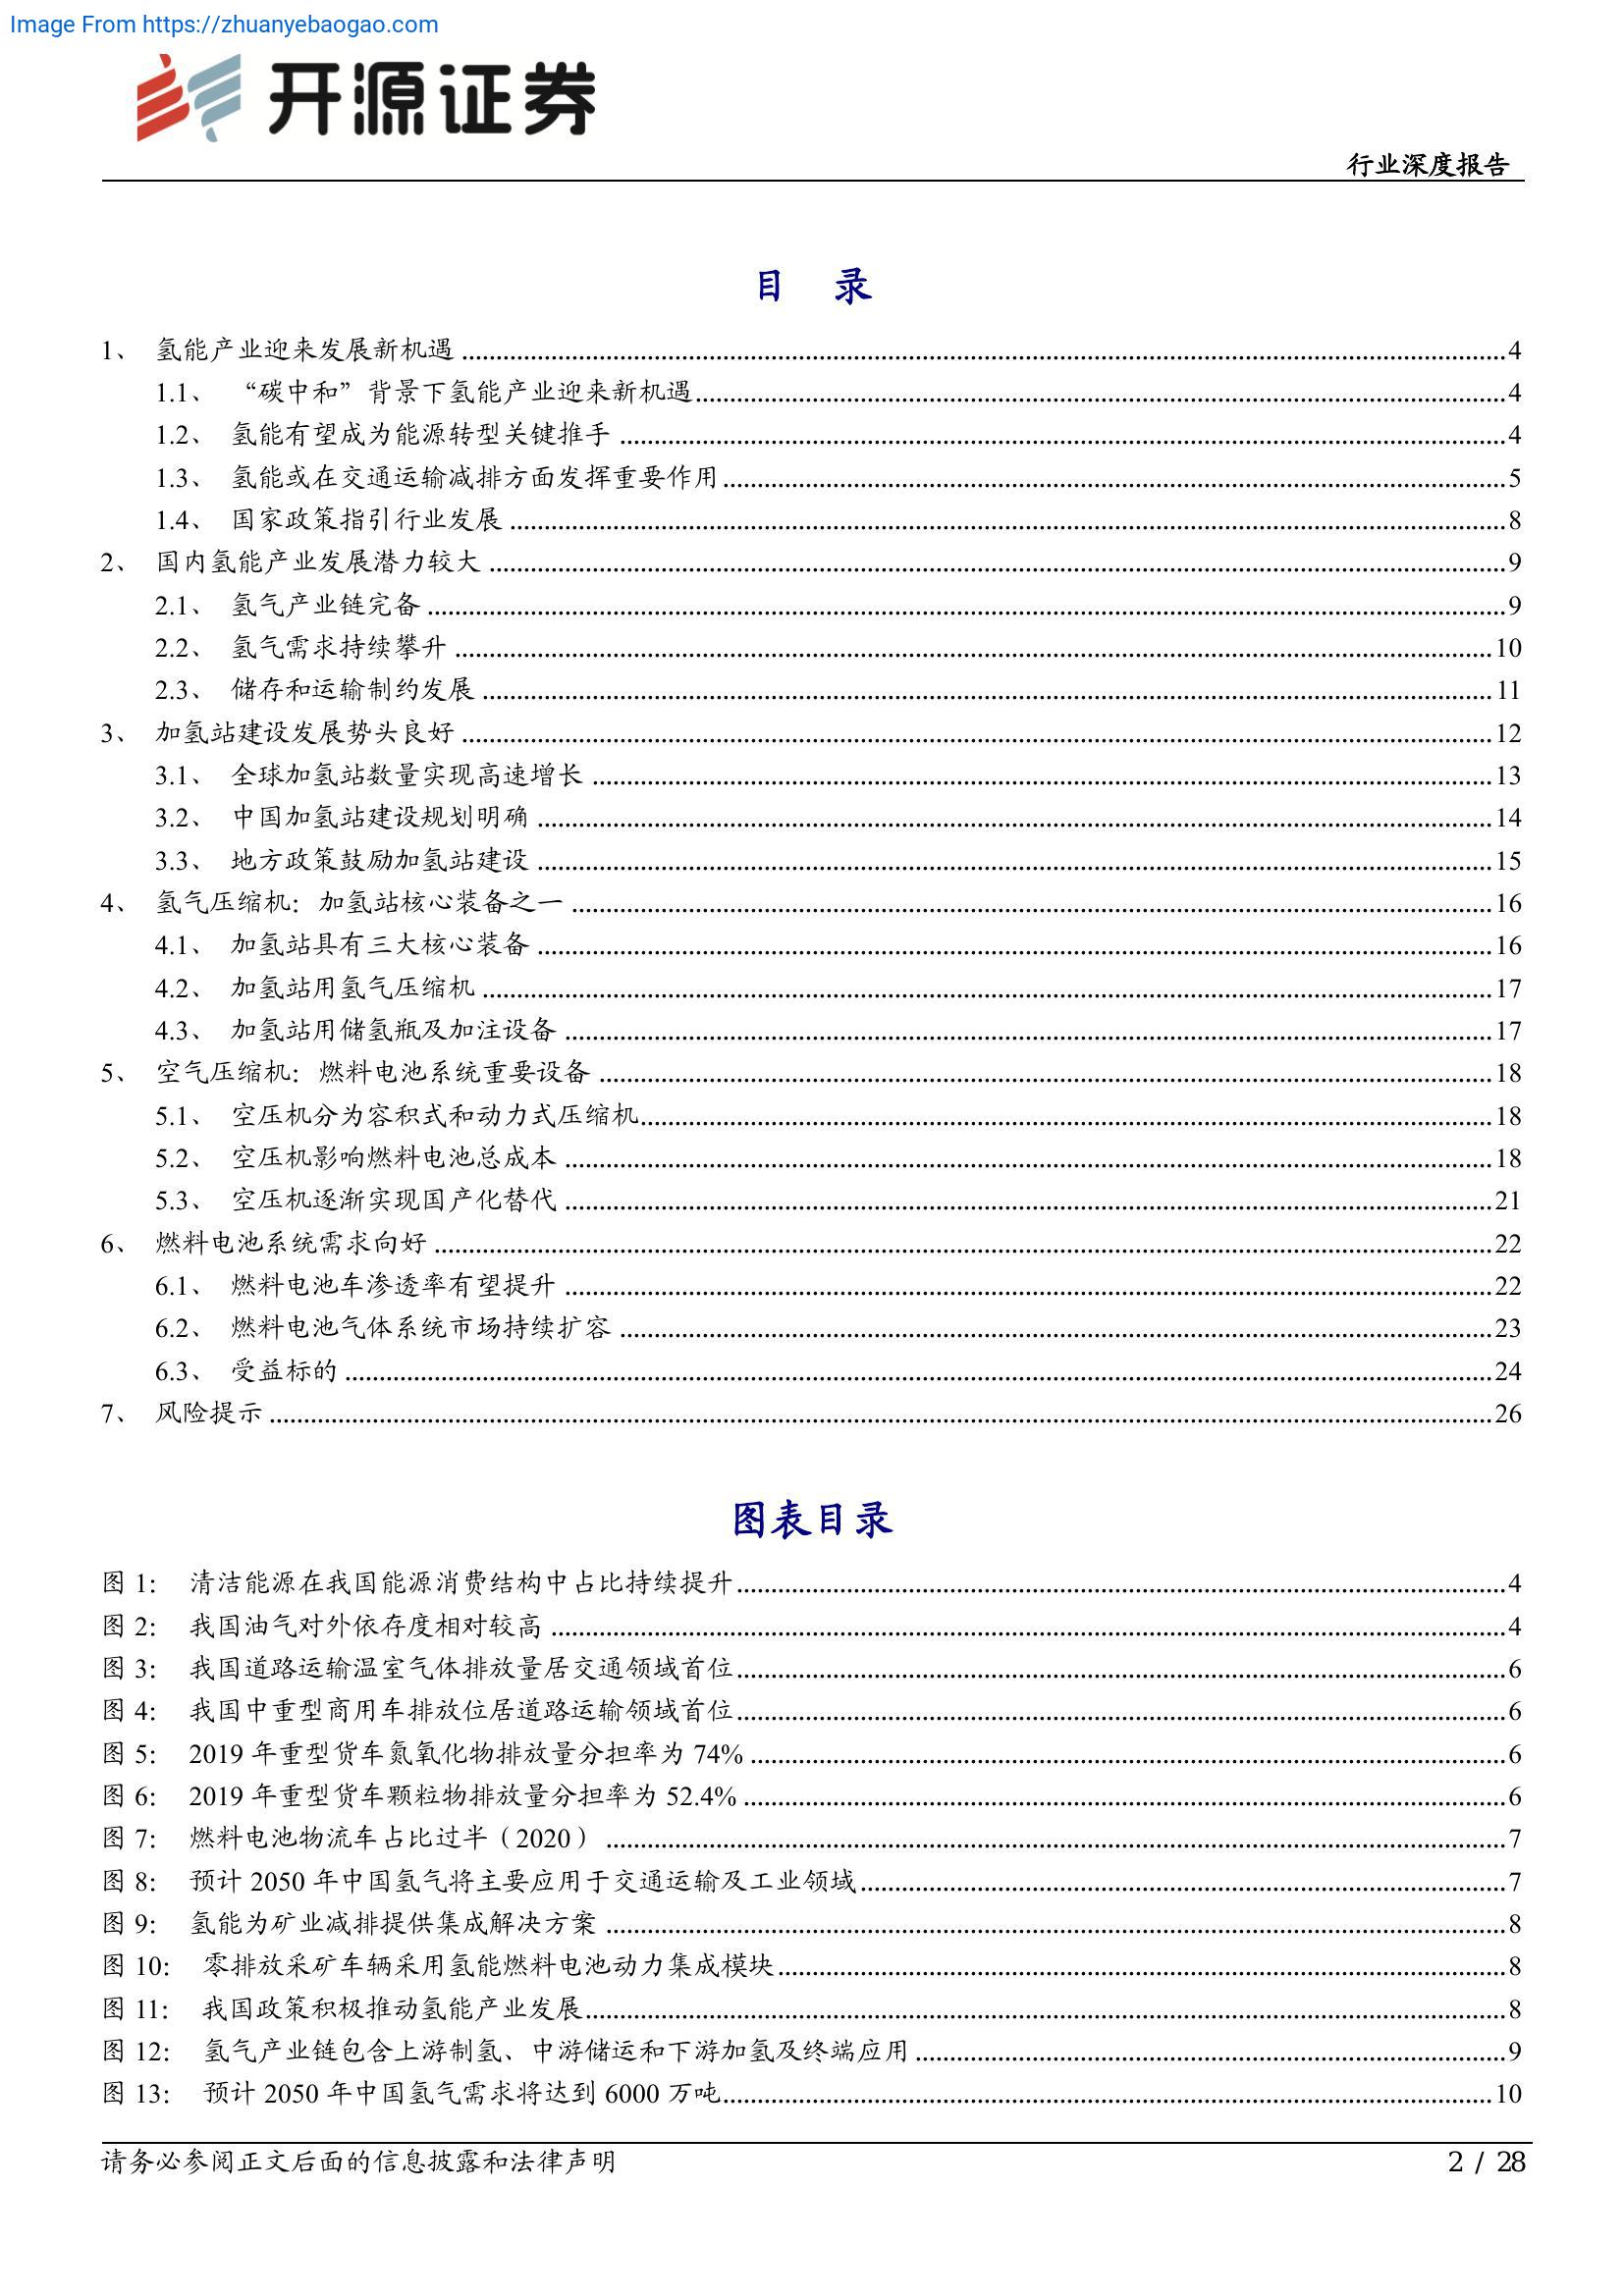 Image From https://zhuanyebaogao.com
开源证券
行业深度报告
目 录
1、 氢能产业迎来发展新机遇 4
1.1、 “碳中和”背景下氢能产业迎来新机遇 4
1.2、 氢能有望成为能源转型关键推手 4
1.3、 氢能或在交通运输减排方面发挥重要作用 5
1.4、 国家政策指引行业发展 8
2、 国内氢能产业发展潜力较大 9
2.1、 氢气产业链完备 9
2.2、 氢气需求持续攀升 10
2.3、 储存和运输制约发展 11
3、 加氢站建设发展势头良好 12
3.1、 全球加氢站数量实现高速增长 13
3.2、 中国加氢站建设规划明确 14
3.3、 地方政策鼓励加氢站建设 15
4、 氢气压缩机：加氢站核心装备之一 16
4.1、 加氢站具有三大核心装备 16
4.2、 加氢站用氢气压缩机 17
4.3、 加氢站用储氢瓶及加注设备 17
5、 空气压缩机：燃料电池系统重要设备 18
5.1、 空压机分为容积式和动力式压缩机 18
5.2、 空压机影响燃料电池总成本 18
5.3、 空压机逐渐实现国产化替代 21
6、 燃料电池系统需求向好 22
6.1、 燃料电池车渗透率有望提升 22
6.2、 燃料电池气体系统市场持续扩容 23
6.3、 受益标的 24
7、 风险提示 26
图表目录
图 1： 清洁能源在我国能源消费结构中占比持续提升 4
图 2： 我国油气对外依存度相对较高 4
图 3： 我国道路运输温室气体排放量居交通领域首位 6
图 4： 我国中重型商用车排放位居道路运输领域首位 6
图 5： 2019 年重型货车氮氧化物排放量分担率为 74% 6
图 6： 2019 年重型货车颗粒物排放量分担率为 52.4% 6
图 7： 燃料电池物流车占比过半（2020） 7
图 8： 预计 2050 年中国氢气将主要应用于交通运输及工业领域 7
图 9： 氢能为矿业减排提供集成解决方案 8
图 10： 零排放采矿车辆采用氢能燃料电池动力集成模块 8
图 11： 我国政策积极推动氢能产业发展 8
图 12： 氢气产业链包含上游制氢、中游储运和下游加氢及终端应用 9
图 13： 预计 2050 年中国氢气需求将达到 6000 万吨 10
请务必参阅正文后面的信息披露和法律声明
2 / 28